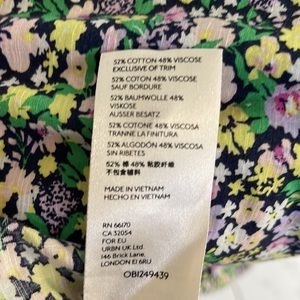 52% COTTON 48% VISCOSE
EXCLUSIVE OF TRIM
52% COTON 48% VISCOSE
SAUF BORDURE
52% BAUMWOLLE 48%
VISKOSE
AUSSER BESATZ
52% COTONE 48% VISCOSA
TRANNE LA FINITURA
52% ALGODÓN 48% VISCOSA
SIN RIBETES
52% 棉 48% 粘胶纤维
不包含辅料
MADE IN VIETNAM
HECHO EN VIETNAM
RN 66170
CA 32054
FOR EU
URBN UK Ltd.
146 Brick Lane,
LONDON E1 6RU
OB1249439